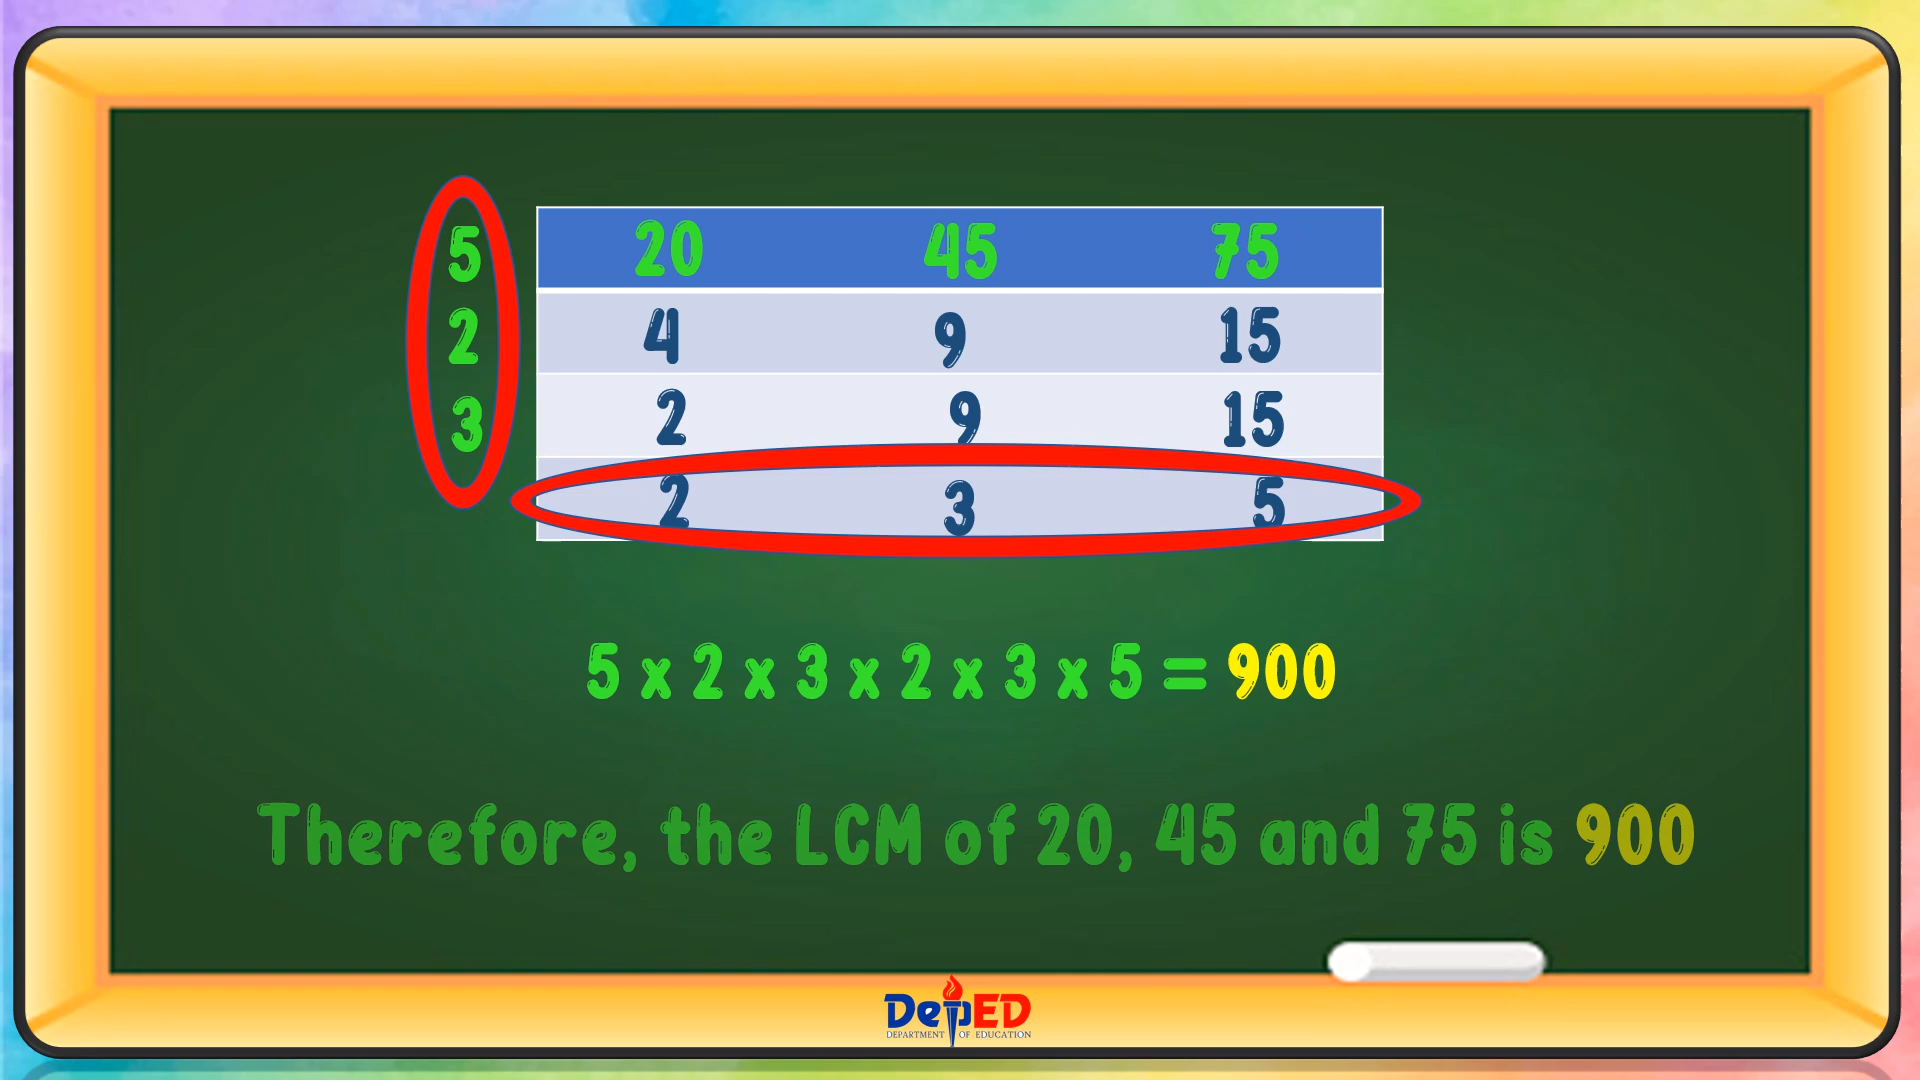 5 20 45 75
2 4 9 15
3 2 9 15
2 3 5
5 x 2 x 3 x 2 x 3 x 5 = 900
Therefore, the LCM of 20, 45 and 75 is 900
DepED
DEPARTMENT OF EDUCATION